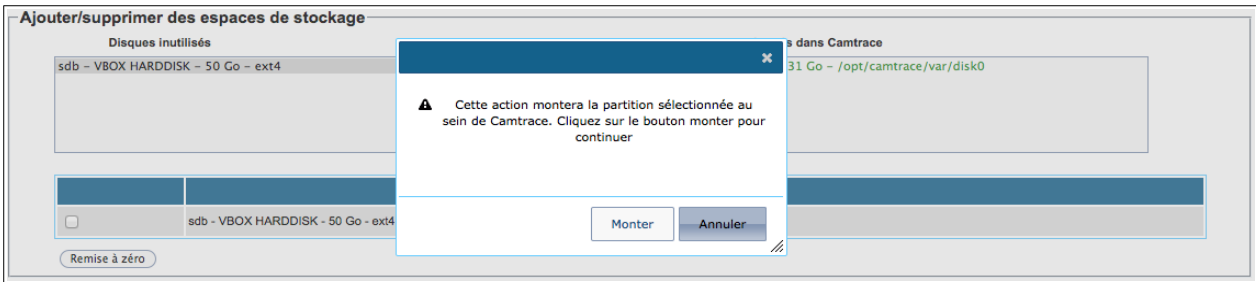 Ajouter/supprimer des espaces de stockage
Disques inutilisés
s dans Camtrace
sdb – VBOX HARDDISK – 50 Go – ext4
31 Go – /opt/camtrace/var/disk0
Cette action montera la partition sélectionnée au
sein de Camtrace. Cliquez sur le bouton monter pour
continuer
Monter
Annuler
sdb - VBOX HARDDISK - 50 Go - ext4
Remise à zéro